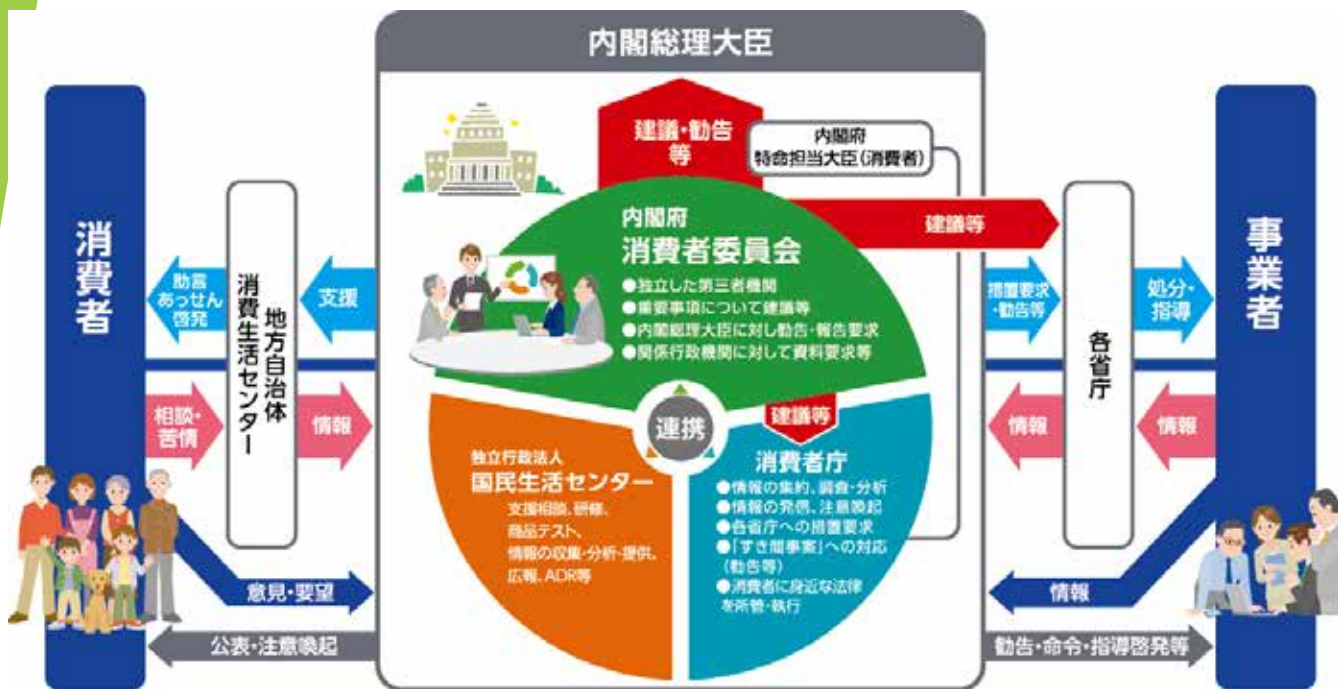 内閣総理大臣
建議・勧告
等
内閣府
特命担当大臣(消費者)
建議等
内閣府
消費者委員会
●独立した第三者機関
●重要事項について建議等
●内閣総理大臣に対し勧告・報告要求
●関係行政機関に対して資料要求等
消費者
助言
あっせん
啓発
地方自治体
消費生活センター
支援
相談・
苦情
情報
意見・要望
公表・注意喚起
連携
独立行政法人
国民生活センター
支援相談、研修、
商品テスト、
情報の収集・分析・提供、
広報、ADR等
建議等
消費者庁
●情報の集約、調査・分析
●情報の発信、注意喚起
●各省庁への措置要求
●「すき間事案」への対応
(勧告等)
●消費者に身近な法律
を所管・執行
措置要求
・勧告等
各省庁
処分・
指導
事業者
情報
情報
情報
勧告・命令・指導啓発等